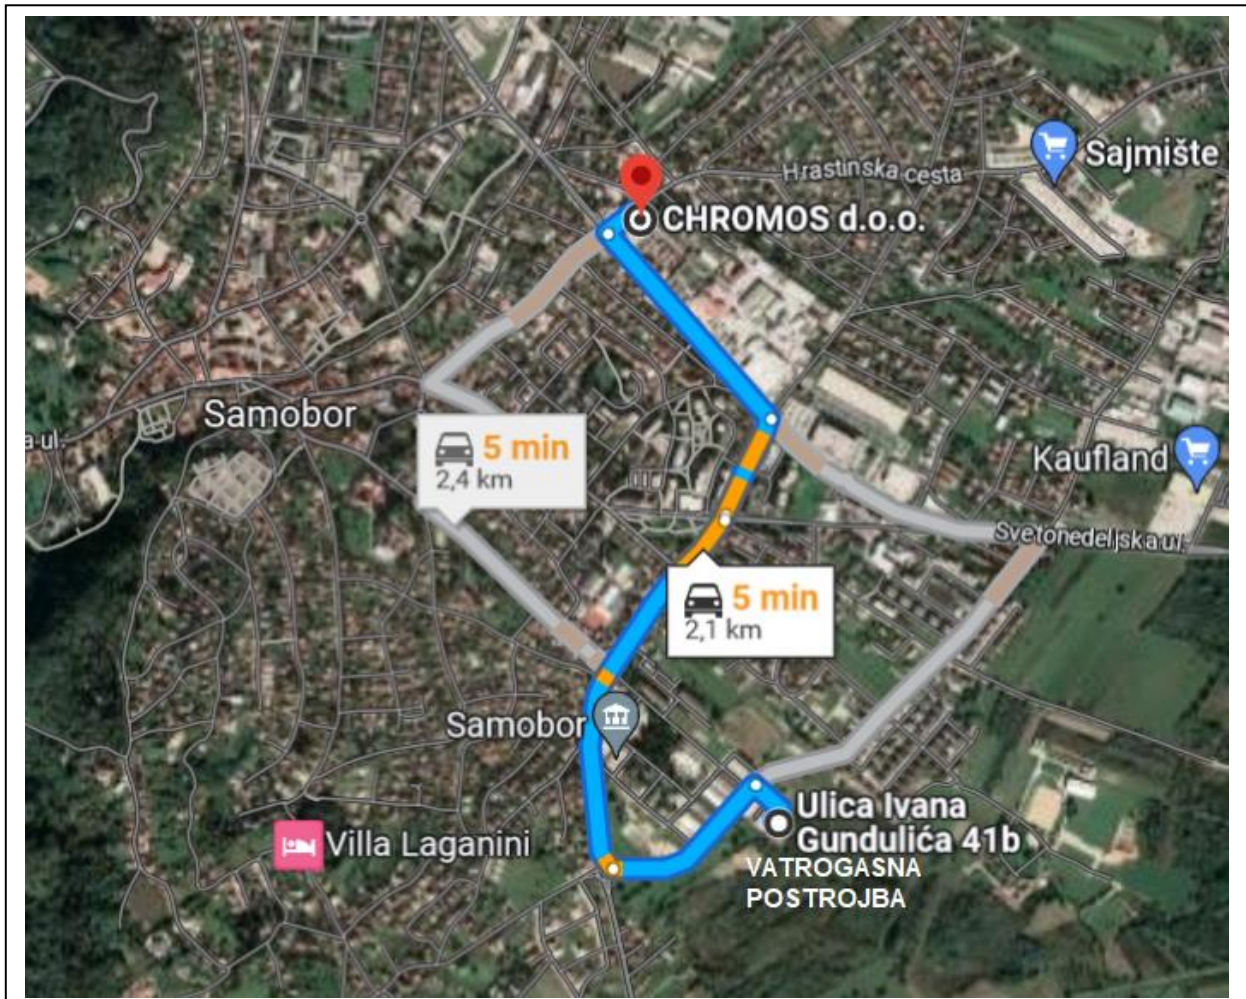 Sajmište
Hrastinska cesta
CHROMOS d.o.o.
Samobor
a ul.
5 min
2,4 km
Kaufland
Svetonedeljska ul.
5 min
2,1 km
Samobor
Ulica Ivana
Gundulića 41b
Villa Laganini
VATROGASNA
POSTROJBA